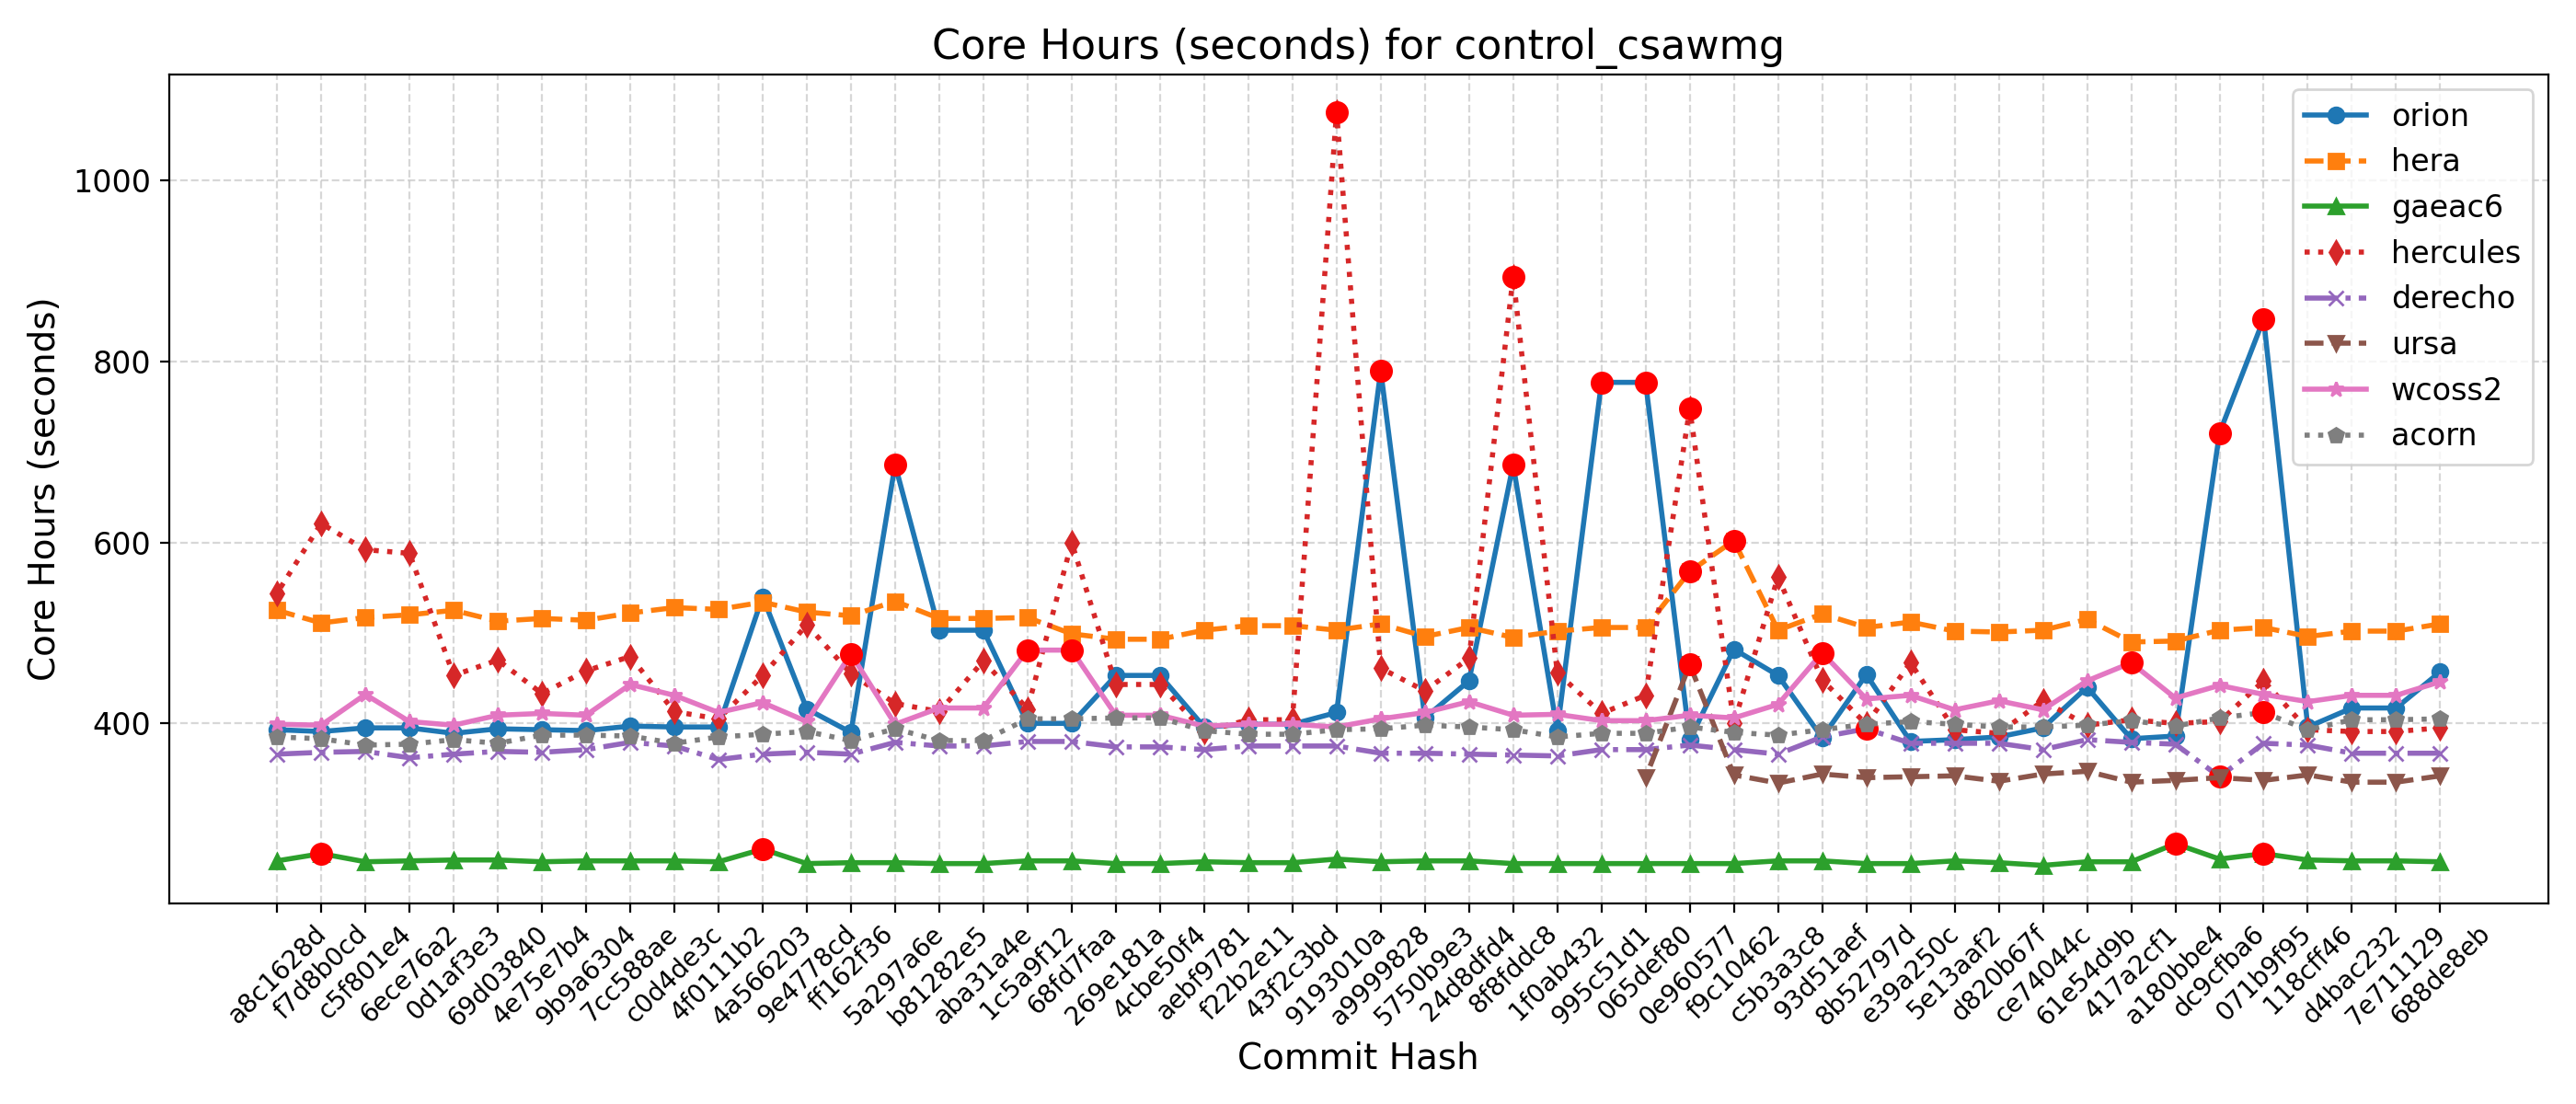 Core Hours (seconds) for control_csawmg
Core Hours (seconds)
1000
800
600
400
orion
hera
gaeac6
hercules
derecho
ursa
wcoss2
acorn
a8c1628d
f7d8b0cd
c5f801e4
6ece76a2
0d1af3e3
69d03840
4e75e7b4
9b9a6304
7cc588ae
c0d4de3c
4f0111b2
4a566203
9e4778cd
ff162f36
5a297a6e
b81282e5
aba31a4e
1c5a9f12
68fd7faa
269e181a
4cbe50f4
aebf9781
f22b2e11
43f2c3bd
9193010a
a9999828
5750b9e3
24d8dfd4
8f8fddc8
1f0ab432
995c51d1
065def80
0e960577
f9c10462
c5b3a3c8
93d51aef
8b52797d
e39a250c
5e13aaf2
d820b67f
ce74044c
61e54d9b
417a2cf1
a180bbe4
dc9cfba6
071b9f95
118cff46
d4bac232
7e711129
688de8eb
Commit Hash